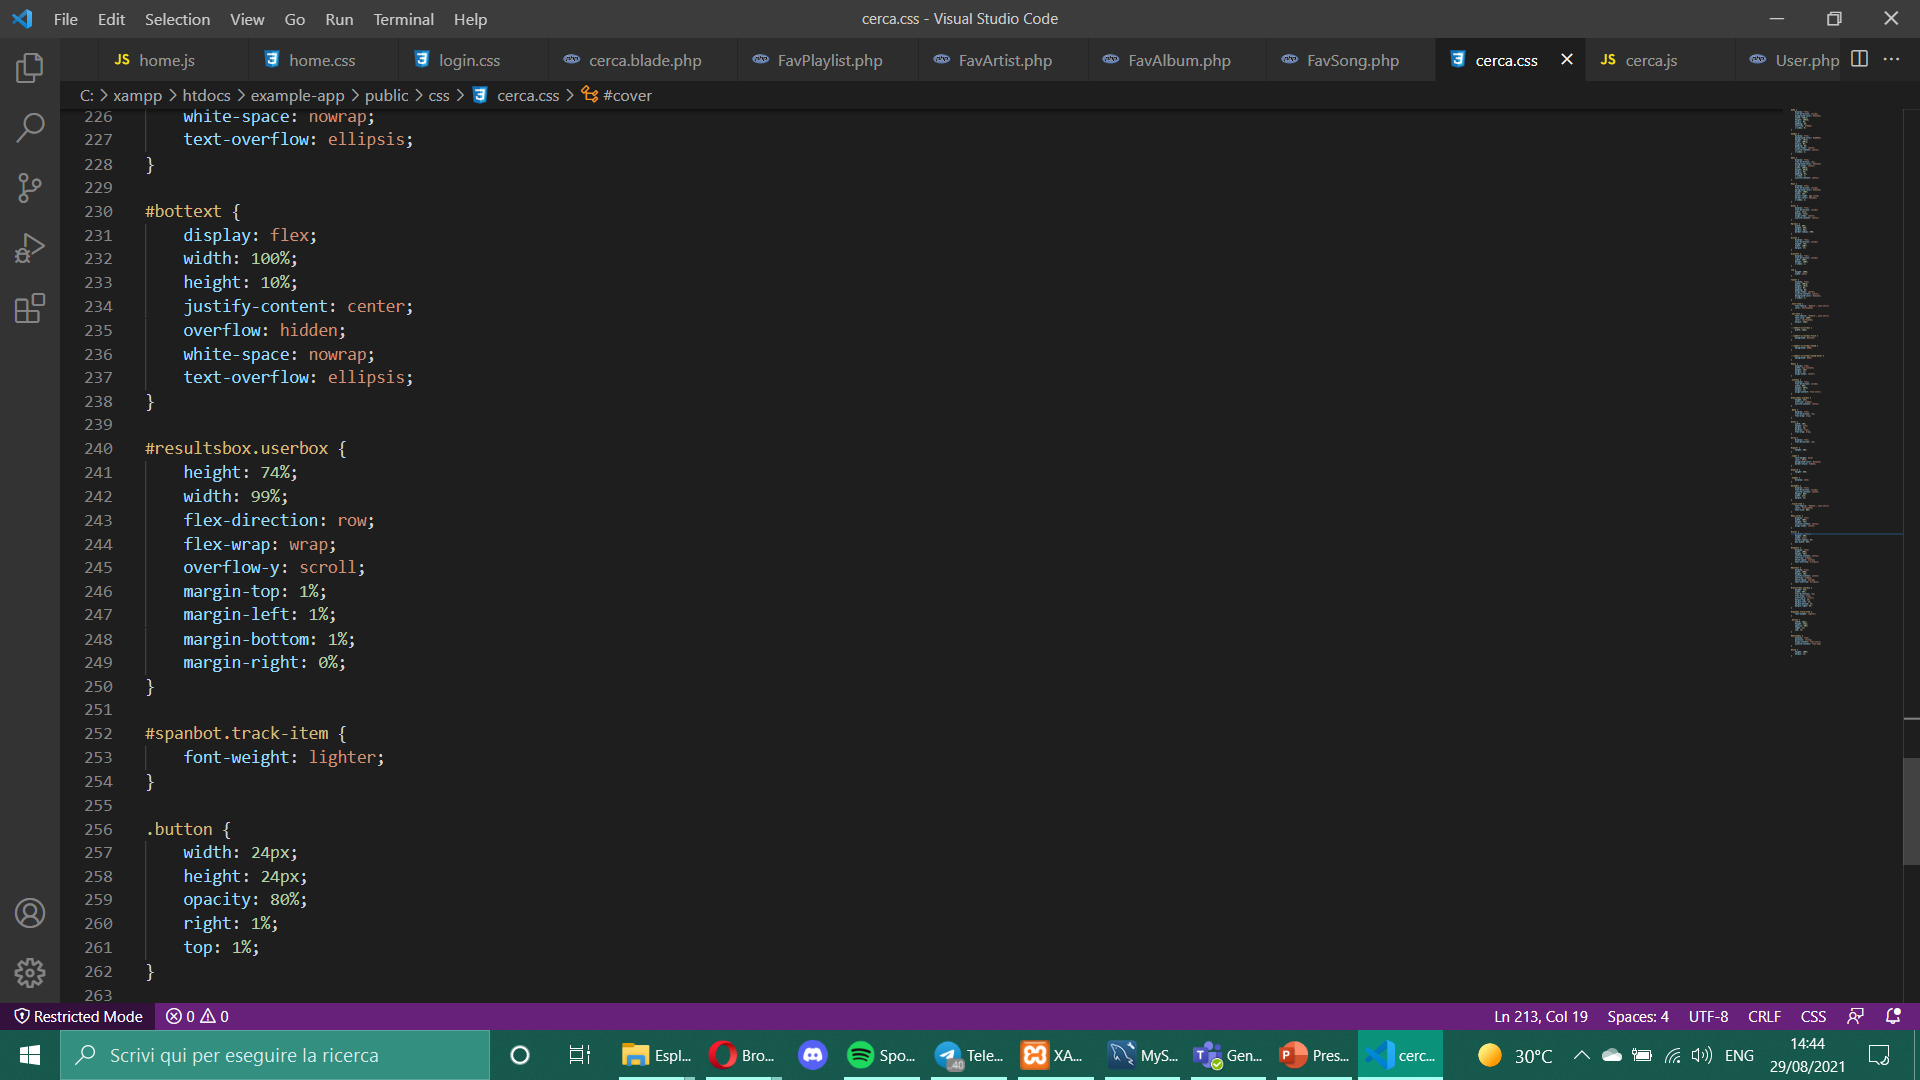 File Edit Selection View Go Run Terminal Help
cerca.css - Visual Studio Code
JS home.js
home.css
login.css
cerca.blade.php
FavPlaylist.php
FavArtist.php
FavAlbum.php
FavSong.php
cerca.css
JS cerca.js
User.php
C: > xampp > htdocs > example-app > public > css > cerca.css > #cover
226 white-space: nowrap;
227 text-overflow: ellipsis;
228 }
229
230 #bottext {
231 display: flex;
232 width: 100%;
233 height: 10%;
234 justify-content: center;
235 overflow: hidden;
236 white-space: nowrap;
237 text-overflow: ellipsis;
238 }
239
240 #resultsbox.userbox {
241 height: 74%;
242 width: 99%;
243 flex-direction: row;
244 flex-wrap: wrap;
245 overflow-y: scroll;
246 margin-top: 1%;
247 margin-left: 1%;
248 margin-bottom: 1%;
249 margin-right: 0%;
250 }
251
252 #spanbot.track-item {
253 font-weight: lighter;
254 }
255
256 .button {
257 width: 24px;
258 height: 24px;
259 opacity: 80%;
260 right: 1%;
261 top: 1%;
262 }
263
Restricted Mode 0 0 Ln 213, Col 19 Spaces: 4 UTF-8 CRLF CSS
Scrivi qui per eseguire la ricerca
Espl...
Bro...
Spo...
40 Tele...
XA...
MyS...
Gen...
Pres...
cerc...
30°C
ENG
14:44
29/08/2021